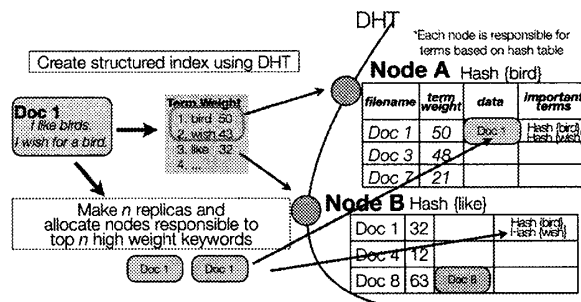 DHT
*Each node is responsible for
terms based on hash table
Create structured index using DHT
Node A Hash {bird}
Doc 1
I like birds.
I wish for a bird.
Term Weight
1. bird 50
2. wish 43
3. like 32
4. ...
filename term weight data important terms
Doc 1 50 Doc 1 Hash {bird} Hash {wish}
Doc 3 48
Doc 7 21
Make n replicas and
allocate nodes responsible to
top n high weight keywords
Doc 1 Doc 1
Node B Hash {like}
Doc 1 32 Hash {bird} Hash {wish}
Doc 4 12
Doc 8 63 Doc 8